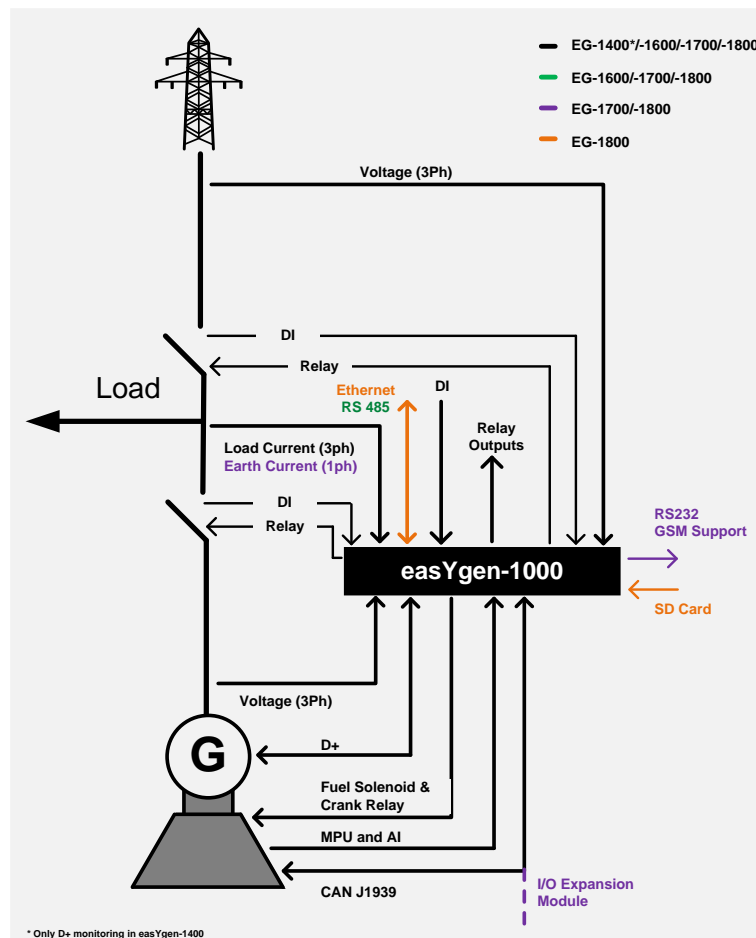 EG-1400*/-1600/-1700/-1800
EG-1600/-1700/-1800
EG-1700/-1800
EG-1800
Voltage (3Ph)
DI
Relay
Load
Ethernet
RS 485
DI
Relay
Outputs
Load Current (3ph)
Earth Current (1ph)
DI
Relay
RS232
GSM Support
easYgen-1000
SD Card
Voltage (3Ph)
G
D+
Fuel Solenoid &
Crank Relay
MPU and AI
CAN J1939
I/O Expansion
Module
* Only D+ monitoring in easYgen-1400